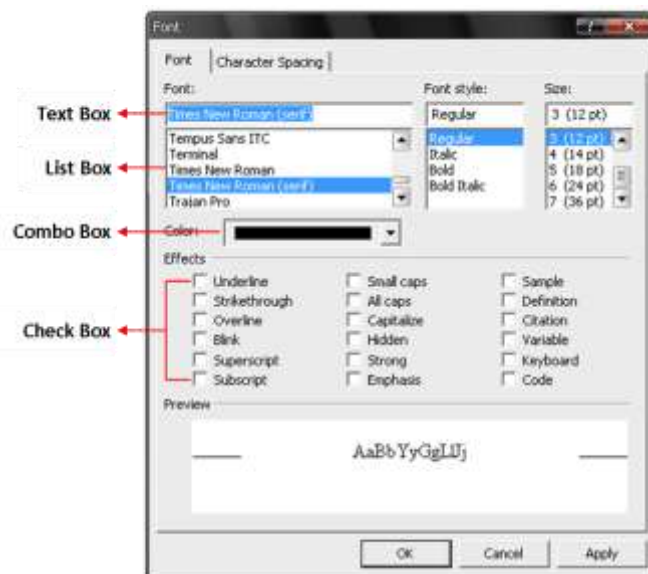 Font
Font Character Spacing
Font: Font style: Size:
Text Box Times New Roman (serif) Regular 3 (12 pt)
Tempus Sans ITC Regular 3 (12 pt)
Terminal Italic 4 (14 pt)
List Box Times New Roman Bold 5 (18 pt)
Times New Roman (serif) Bold Italic 6 (24 pt)
Trajan Pro 7 (36 pt)
Combo Box Color:
Effects
Underline Small caps Sample
Strikethrough All caps Definition
Overline Capitalize Citation
Check Box Blink Hidden Variable
Superscript Strong Keyboard
Subscript Emphasis Code
Preview
AaBbYyGgLlJj
OK Cancel Apply